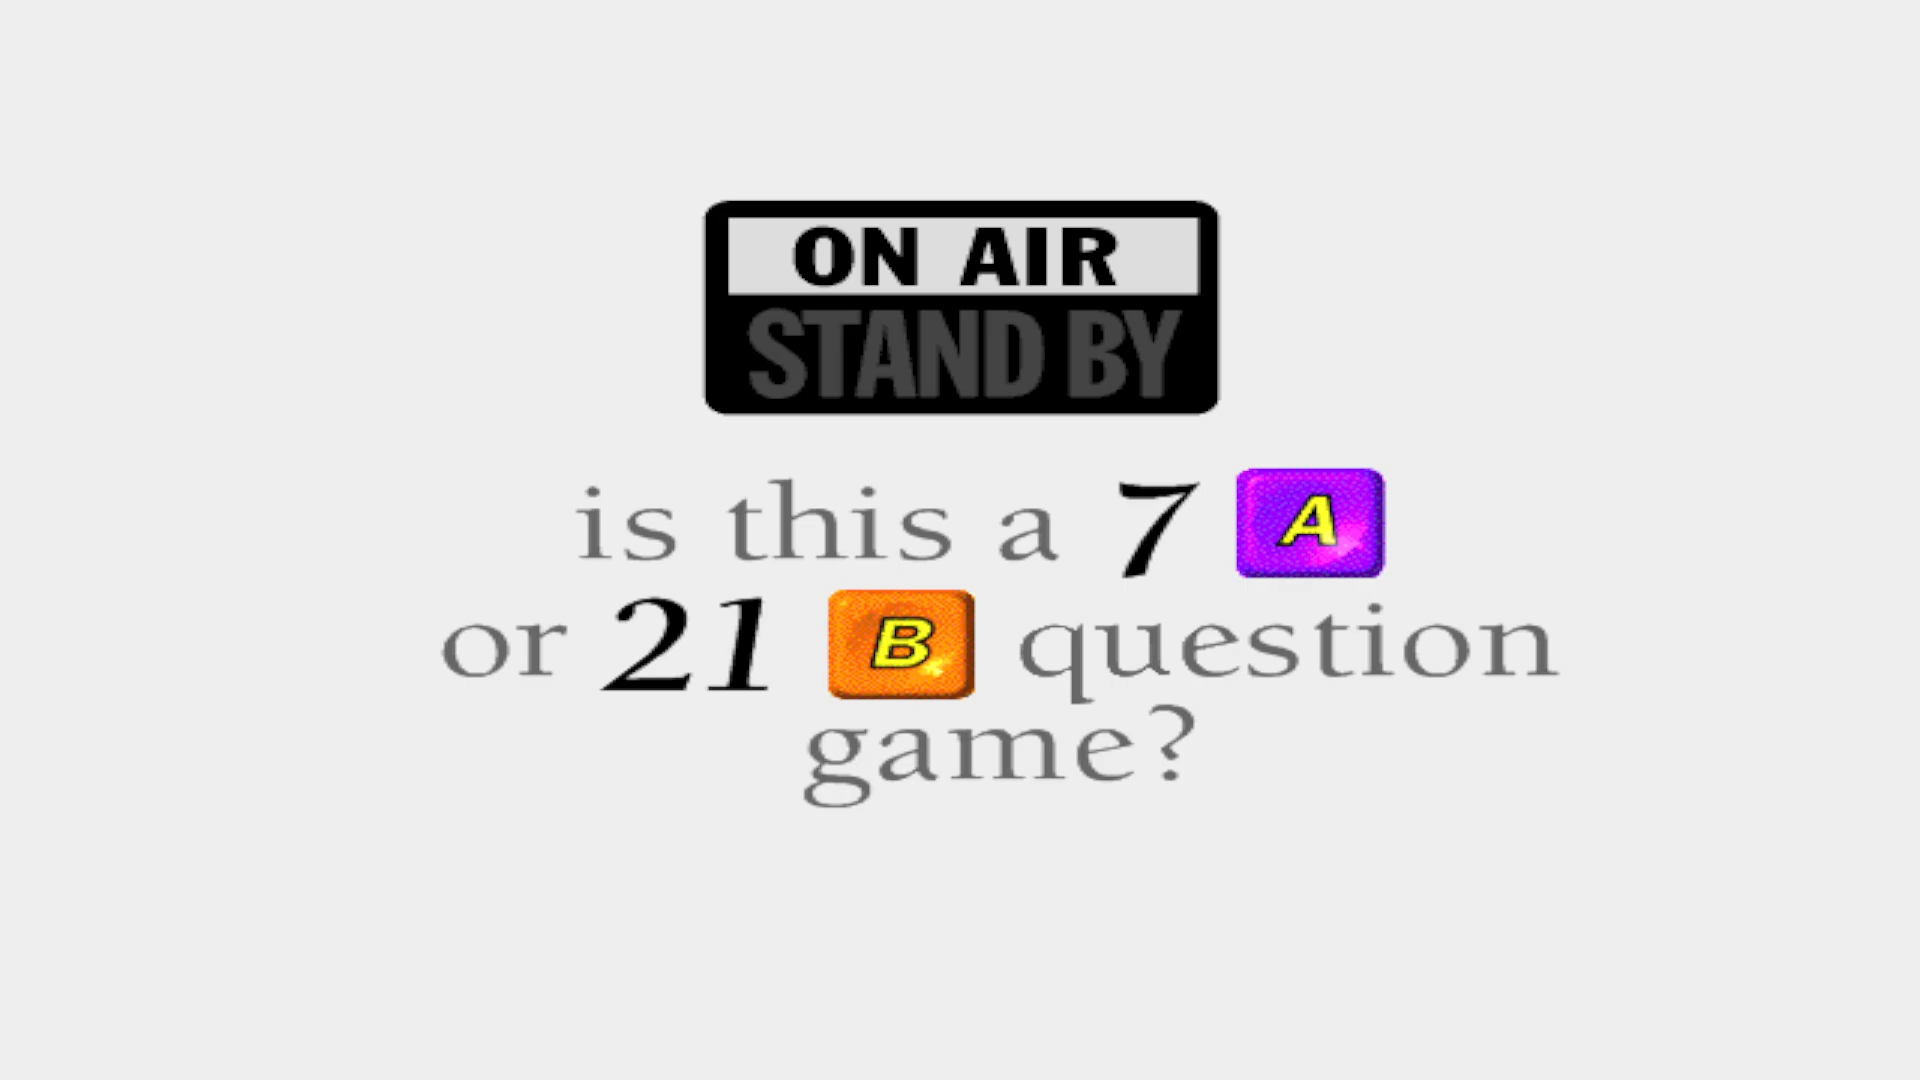 ON AIR
STAND BY
is this a 7 A
or 21 B question
game?